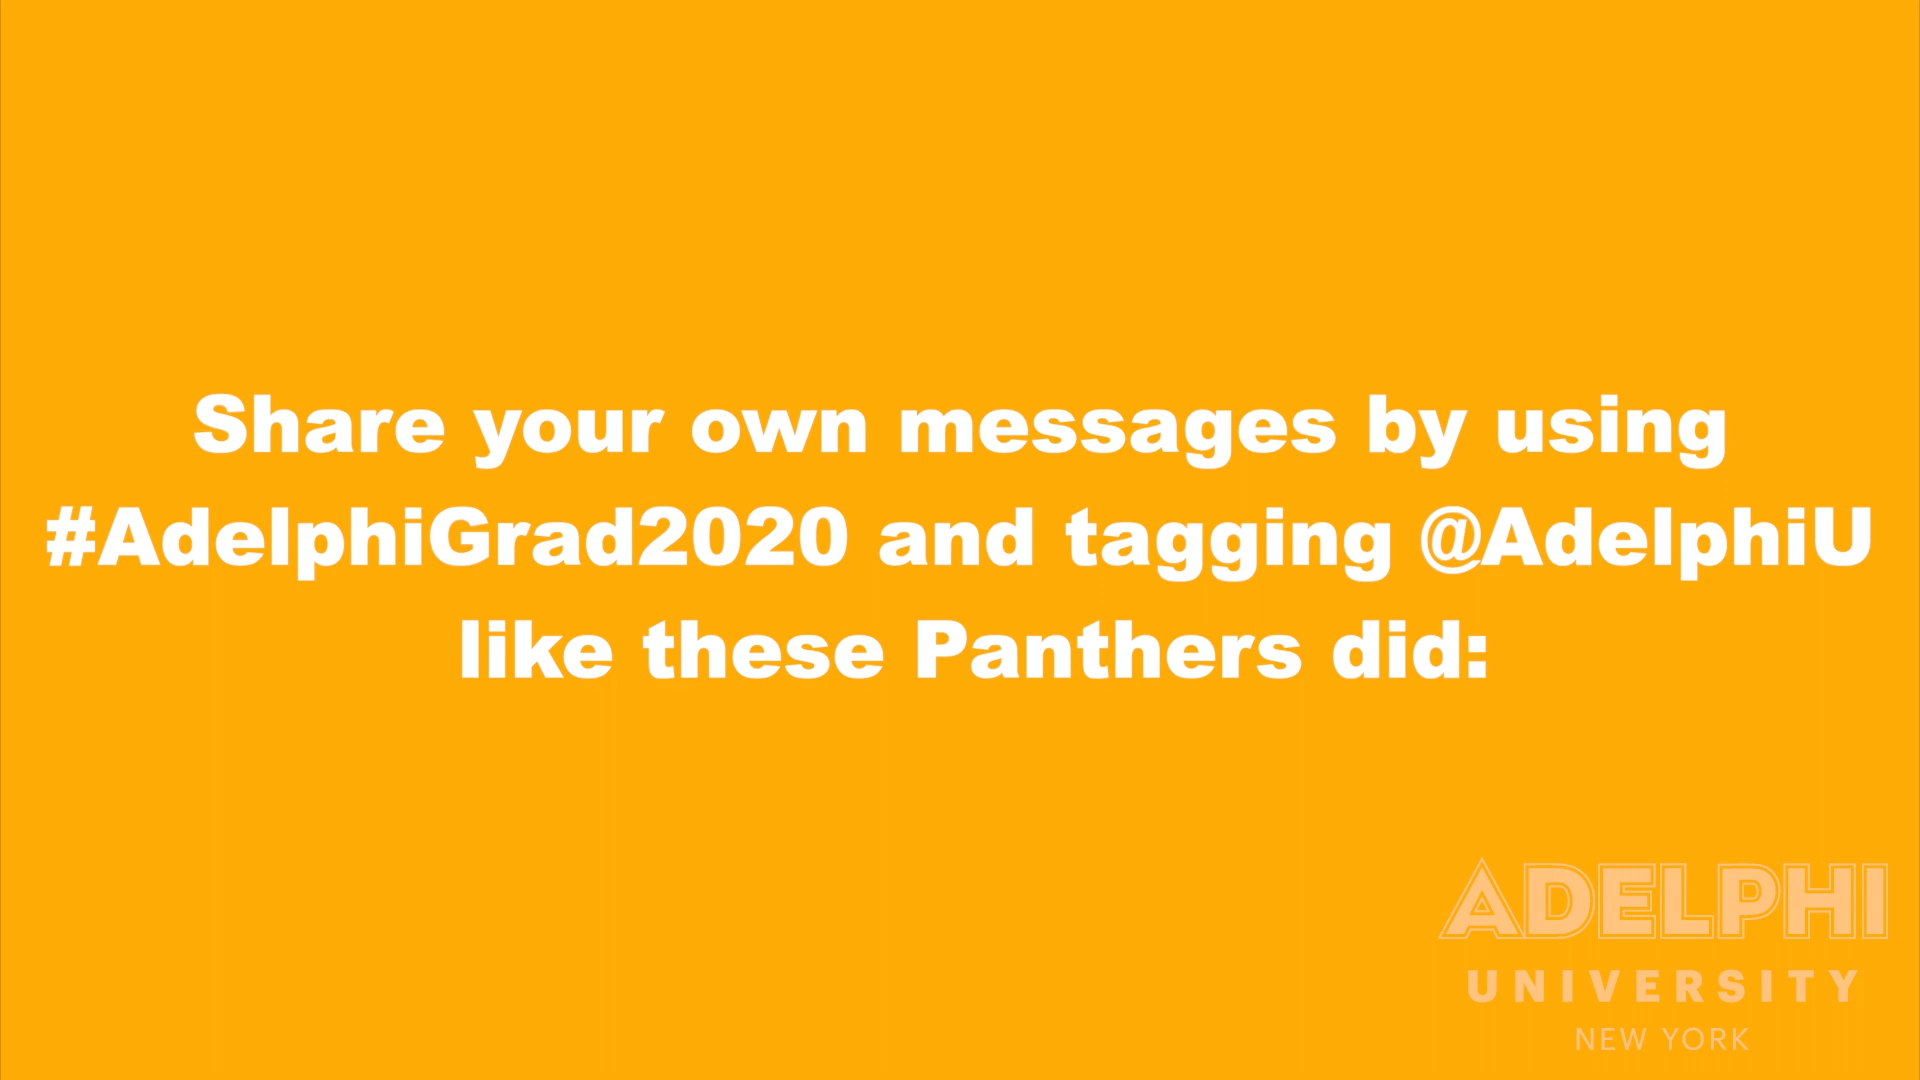 Share your own messages by using
#AdelphiGrad2020 and tagging @AdelphiU
like these Panthers did:
ADELPHI
UNIVERSITY
NEW YORK